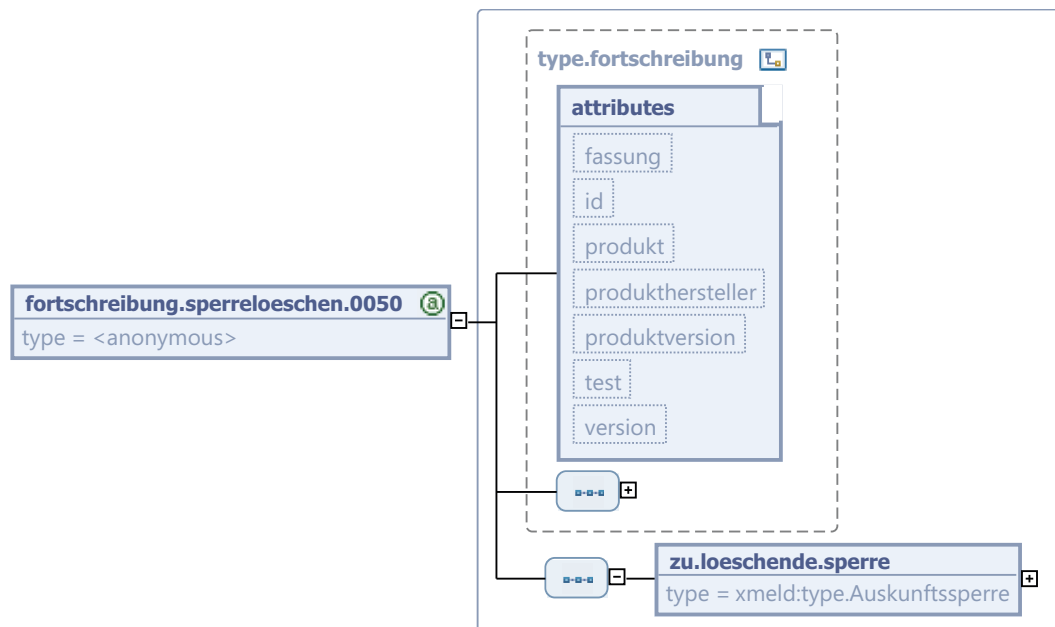 type.fortschreibung
attributes
fassung
id
produkt
produkthersteller
produktversion
test
version
fortschreibung.sperreloeschen.0050 @
type = <anonymous>
zu.loeschende.sperre
type = xmeld:type.Auskunftssperre